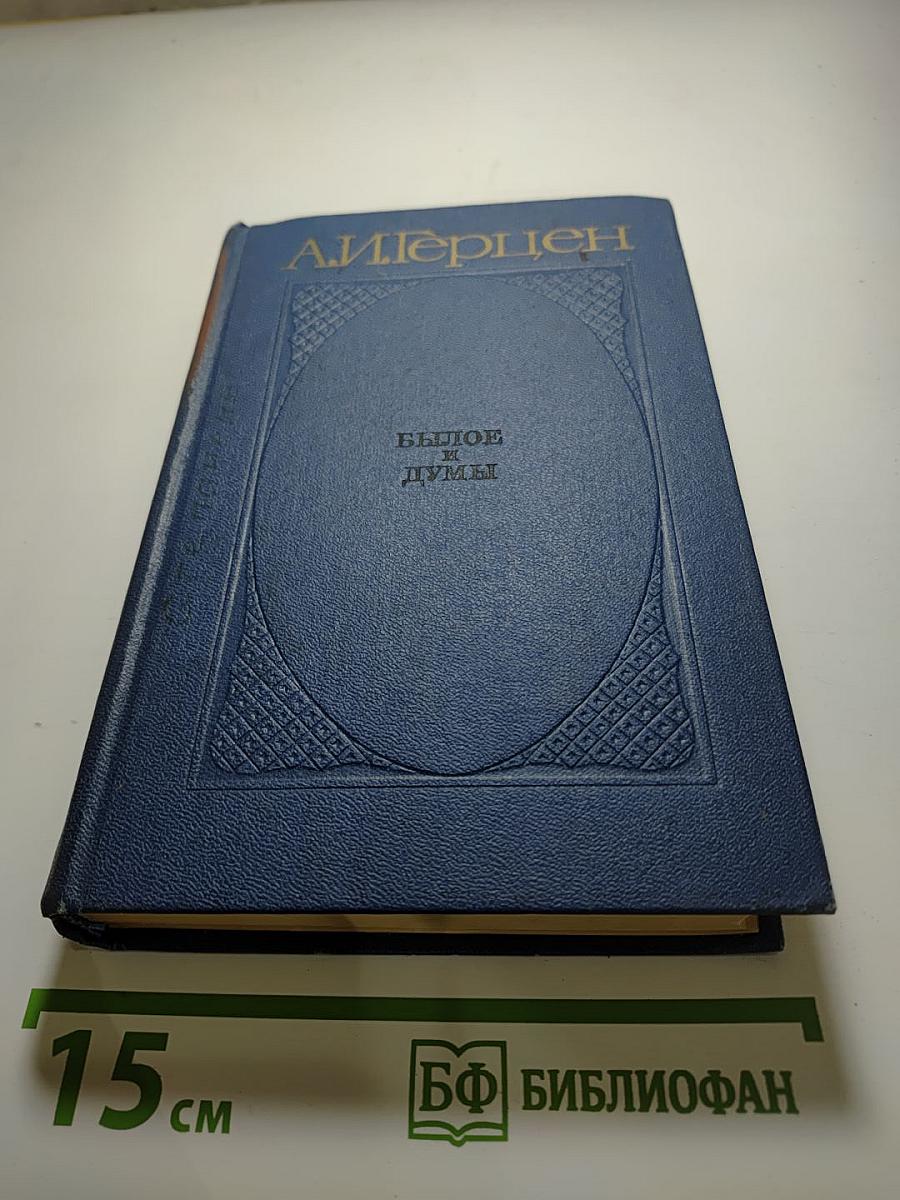 А.И.Герцен
БЫЛОЕ
и
ДУМЫ
15 см
БФ БИБЛИОФАН